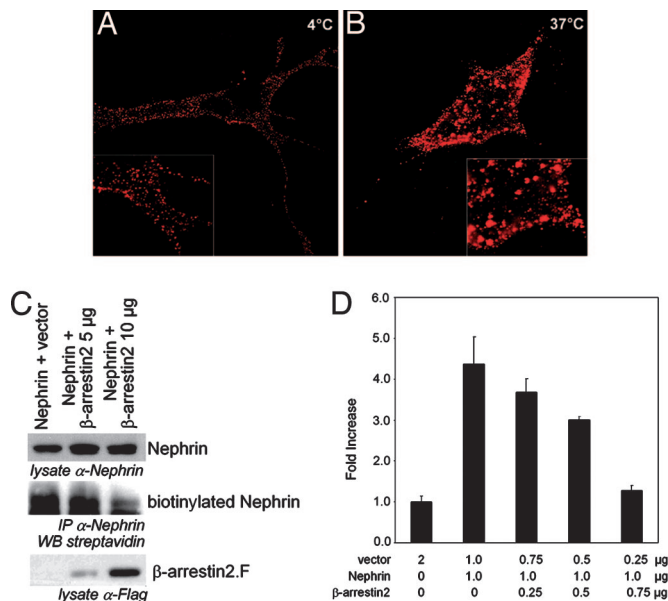 A
4°C
B
37°C
C
Nephrin + vector
Nephrin +
β-arrestin2 5 µg
Nephrin +
β-arrestin2 10 µg
Nephrin
lysate α-Nephrin
biotinylated Nephrin
IP α-Nephrin
WB streptavidin
β-arrestin2.F
lysate α-Flag
D
Fold Increase
6.0
5.0
4.0
3.0
2.0
1.0
0.0
vector 2 1.0 0.75 0.5 0.25 µg
Nephrin 0 1.0 1.0 1.0 1.0 µg
β-arrestin2 0 0 0.25 0.5 0.75 µg